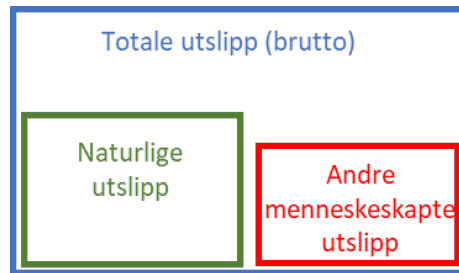 Totale utslipp (brutto)
Naturlige
utslipp
Andre
menneskeskapte
utslipp